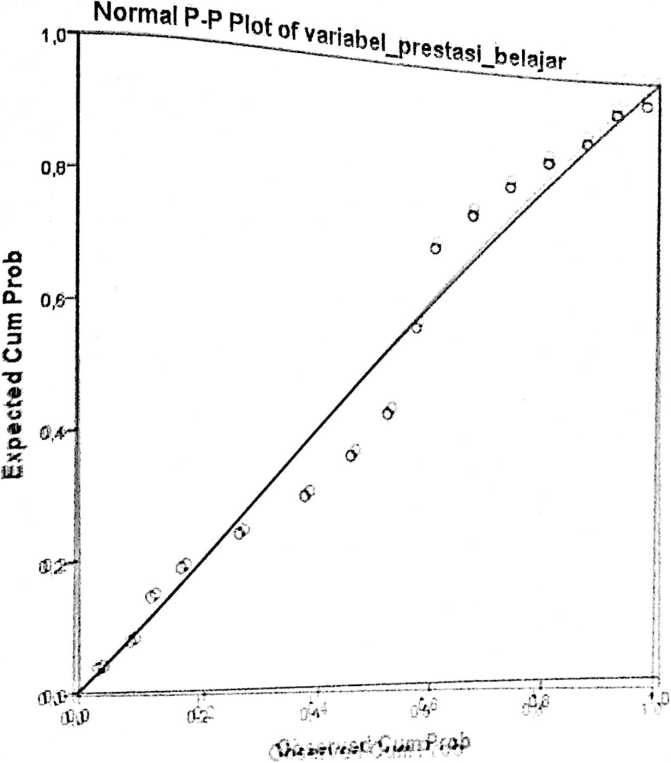 Normal P-P Plot of variabel_prestasi_belajar
1,0
0,8
0,6
0,4
0,2
0,0
Expected Cum Prob
0,0 0,2 0,4 0,6 0,8 1,0
Observed Cum Prob